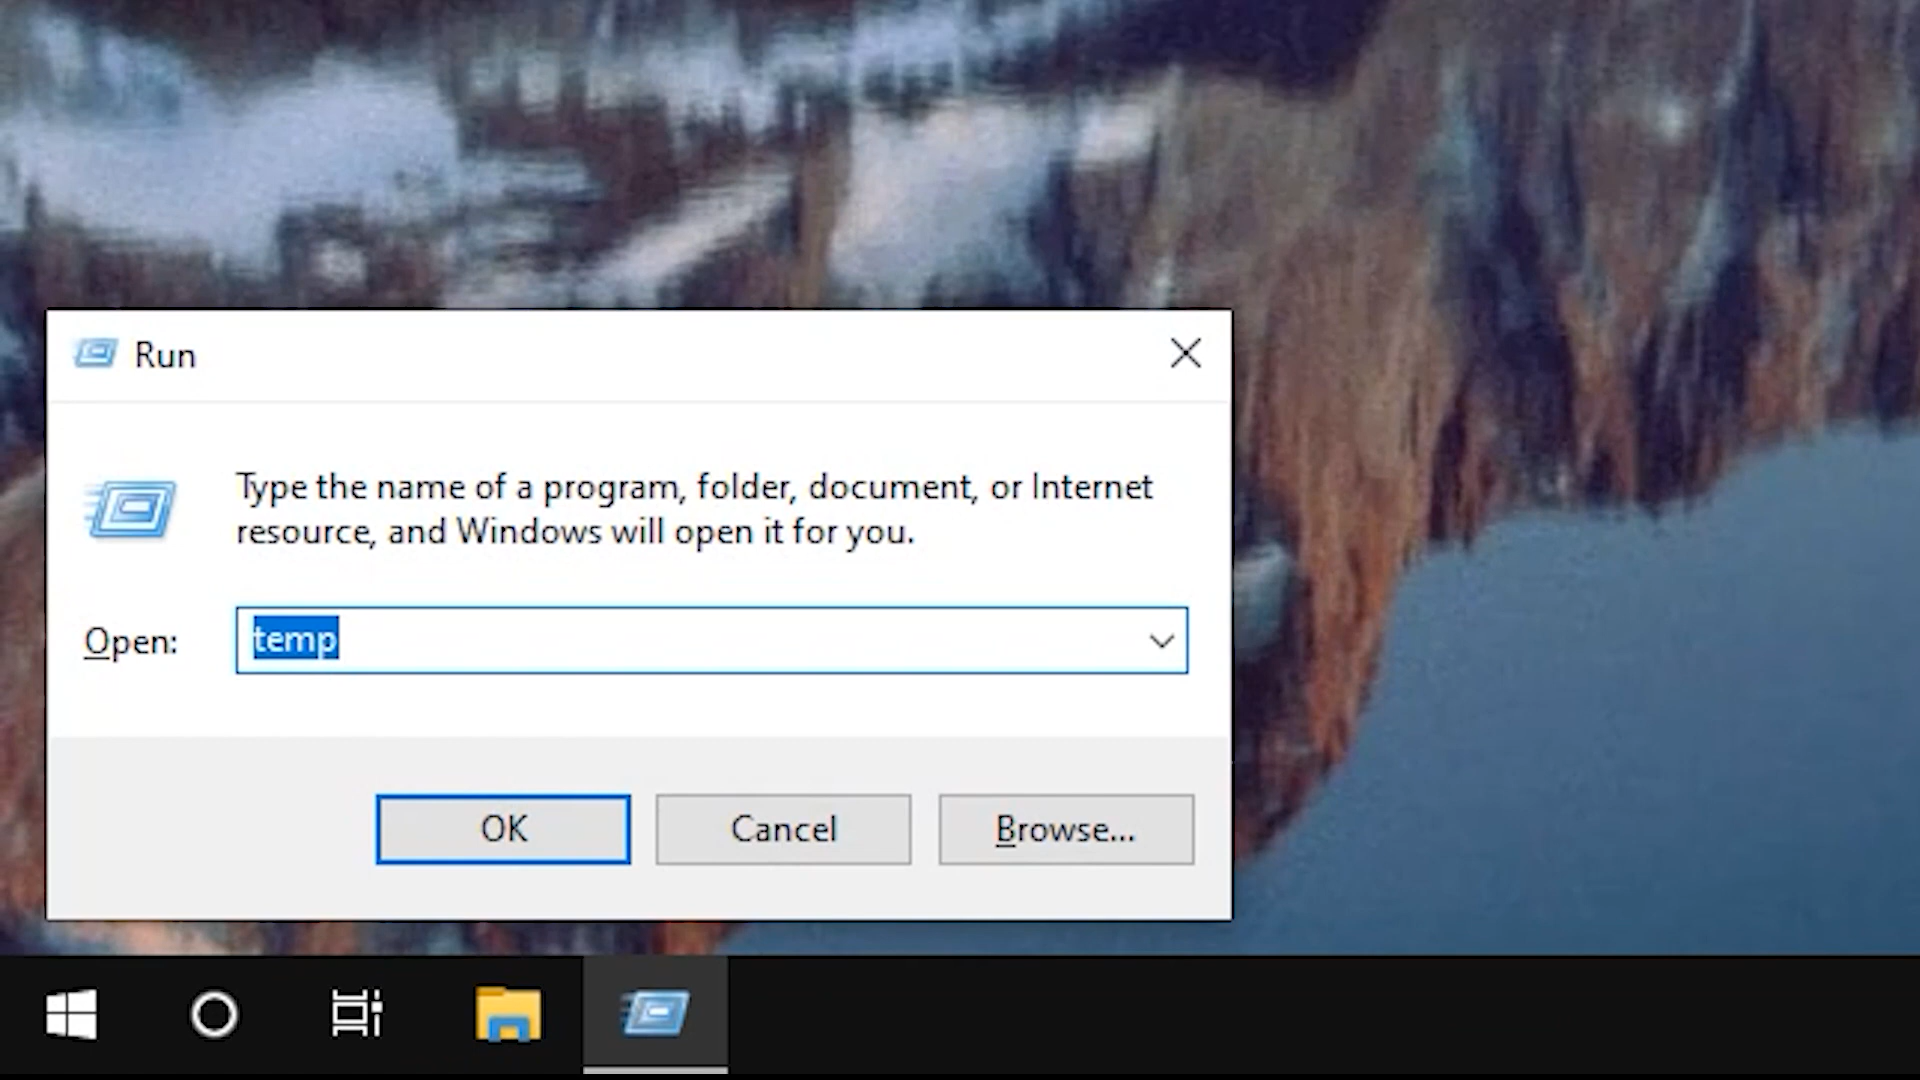 Run
Type the name of a program, folder, document, or Internet
resource, and Windows will open it for you.
Open:
temp
OK
Cancel
Browse...